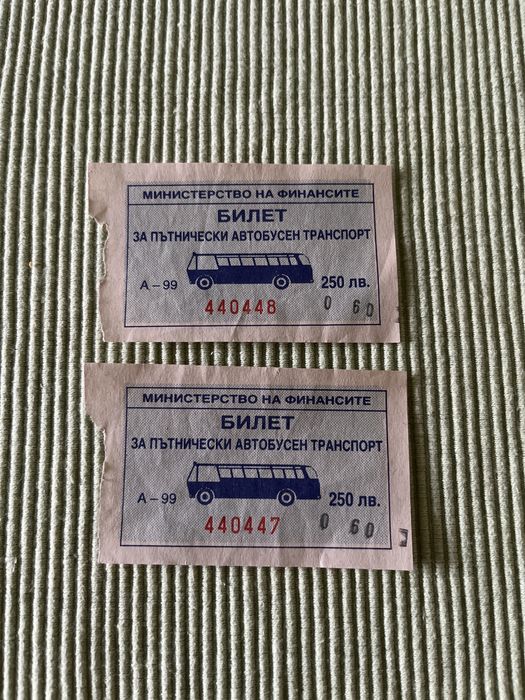 МИНИСТЕРСТВО НА ФИНАНСИТЕ
БИЛЕТ
ЗА ПЪТНИЧЕСКИ АВТОБУСЕН ТРАНСПОРТ
А – 99 250 лв.
440448 0 60
МИНИСТЕРСТВО НА ФИНАНСИТЕ
БИЛЕТ
ЗА ПЪТНИЧЕСКИ АВТОБУСЕН ТРАНСПОРТ
А – 99 250 лв.
440447 0 60